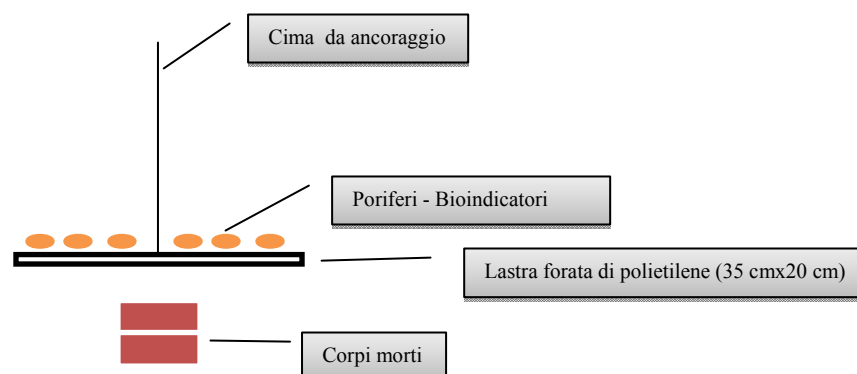 Cima da ancoraggio
Poriferi - Bioindicatori
Lastra forata di polietilene (35 cmx20 cm)
Corpi morti